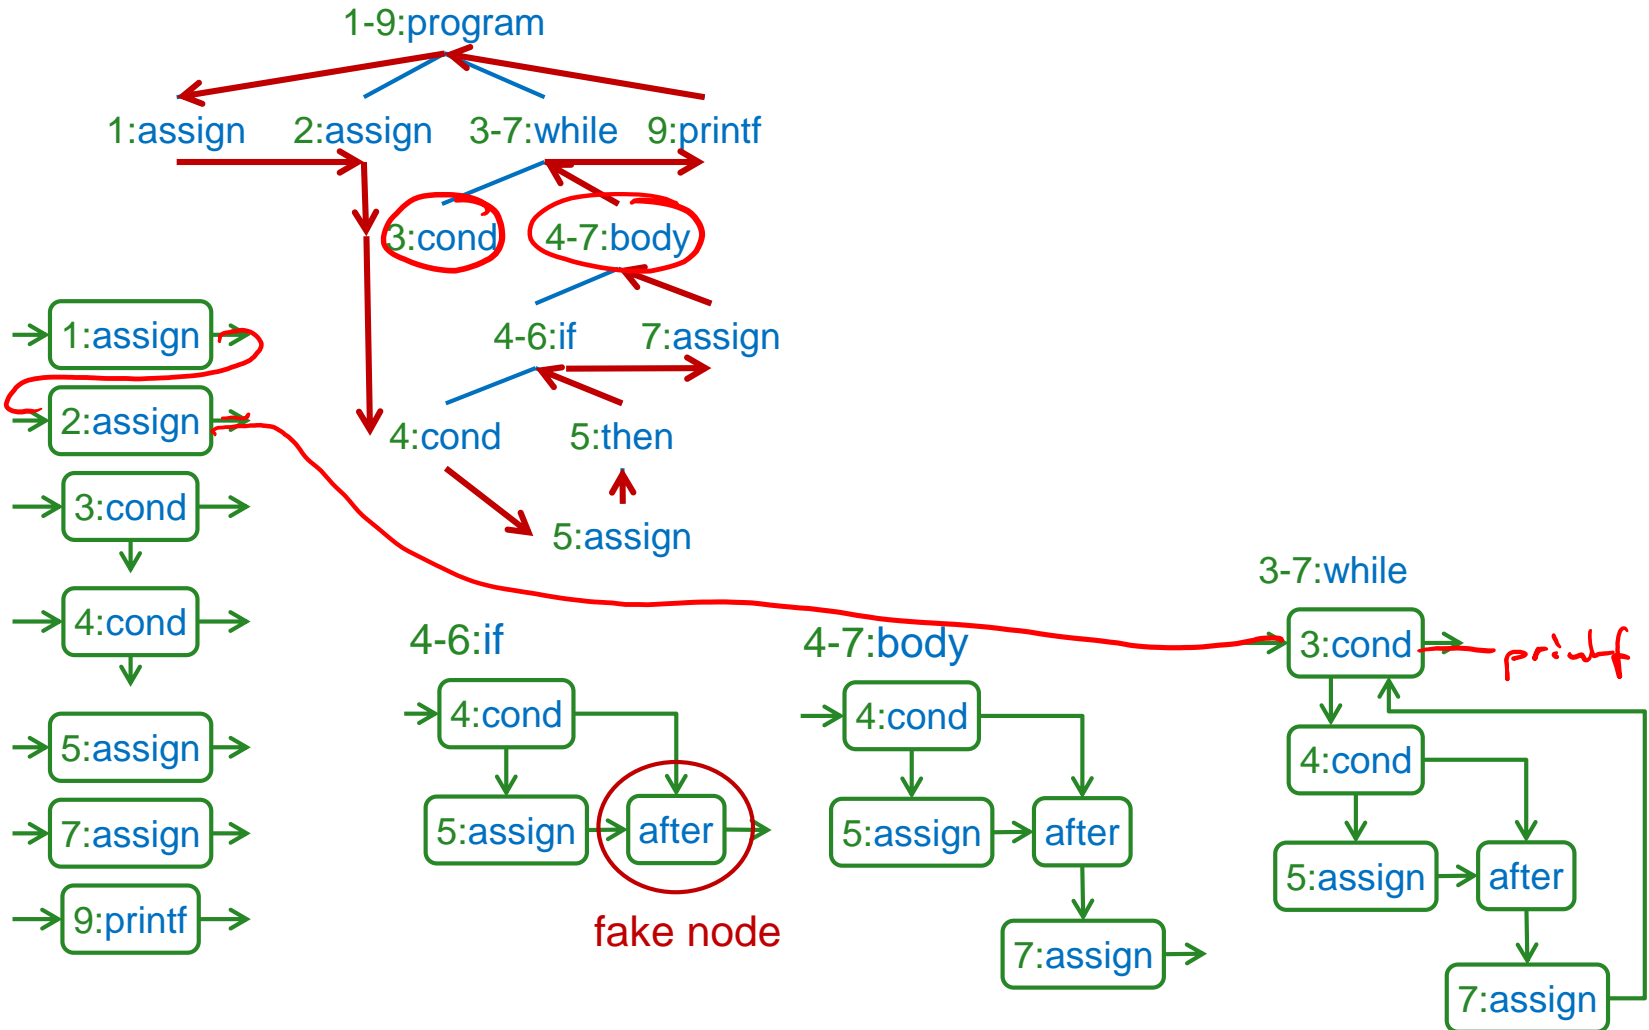 1-9:program
1:assign 2:assign 3-7:while 9:printf
3:cond 4-7:body
4-6:if 7:assign
4:cond 5:then
5:assign
1:assign
2:assign
3:cond
4:cond
5:assign
7:assign
9:printf
4-6:if
4:cond
5:assign after
fake node
4-7:body
4:cond
5:assign after
7:assign
3-7:while
3:cond printf
4:cond
5:assign after
7:assign